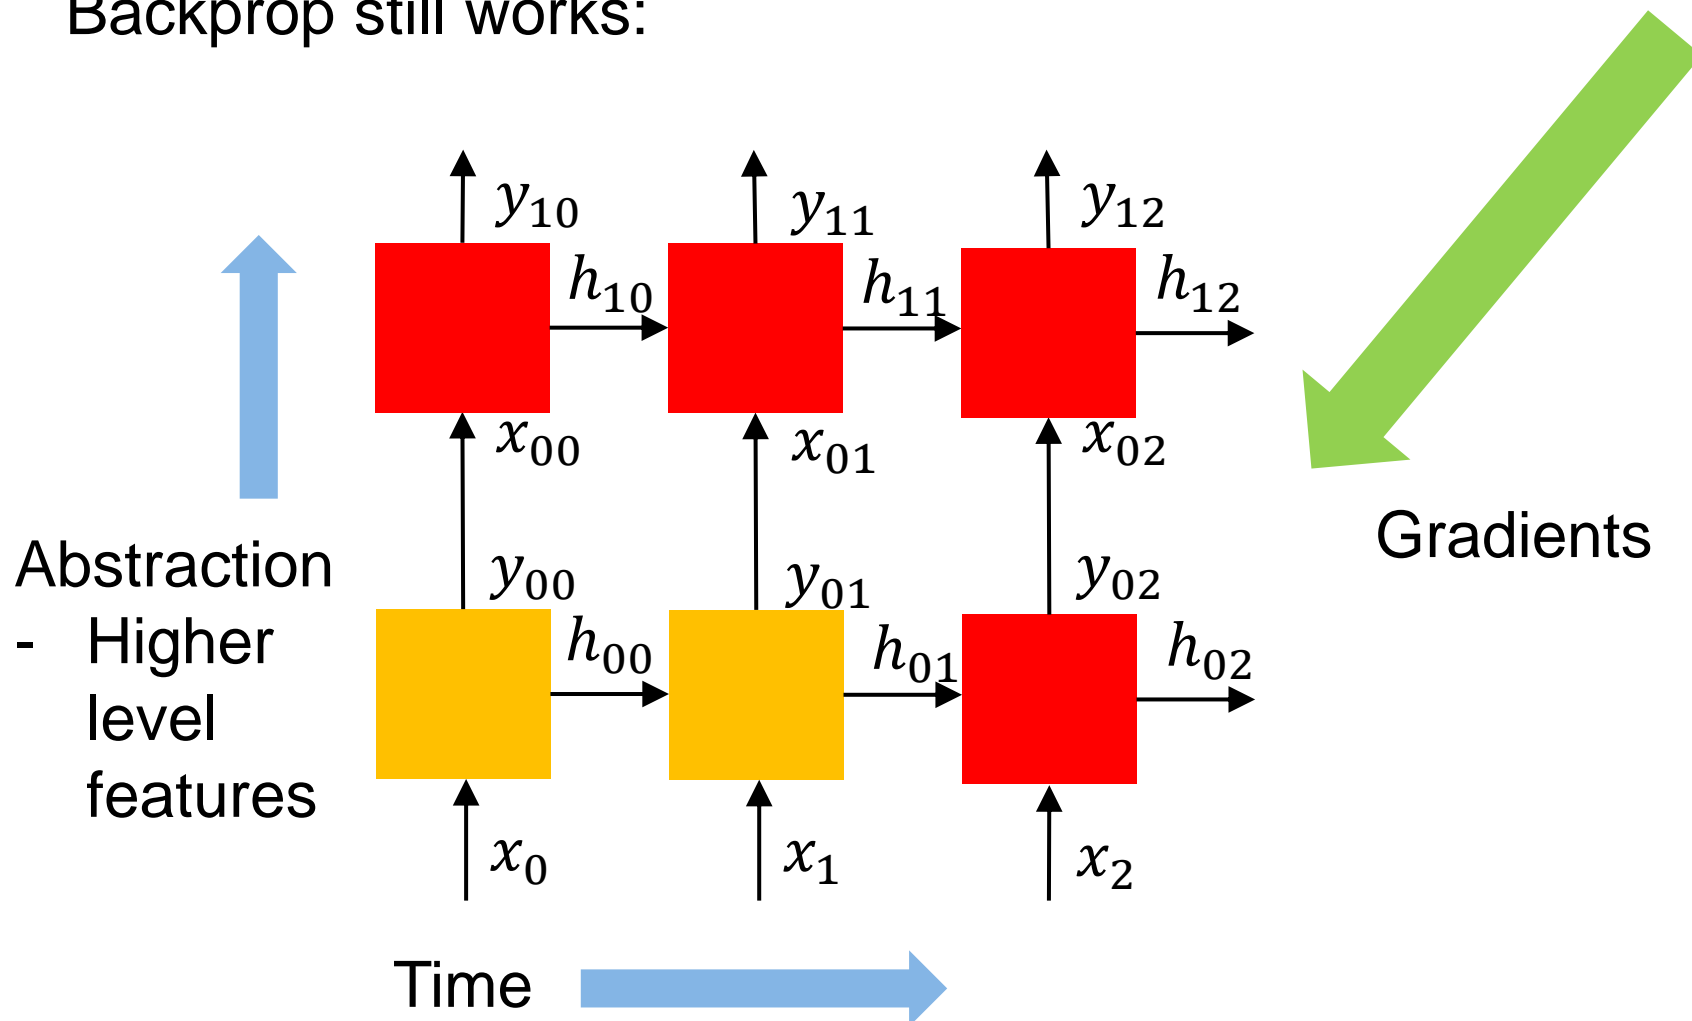 Backprop still works:
y₁₀ y₁₁ y₁₂
h₁₀ h₁₁ h₁₂
x₀₀ x₀₁ x₀₂
Gradients
Abstraction
y₀₀ y₀₁ y₀₂
- Higher
h₀₀ h₀₁ h₀₂
level
features
x₀ x₁ x₂
Time